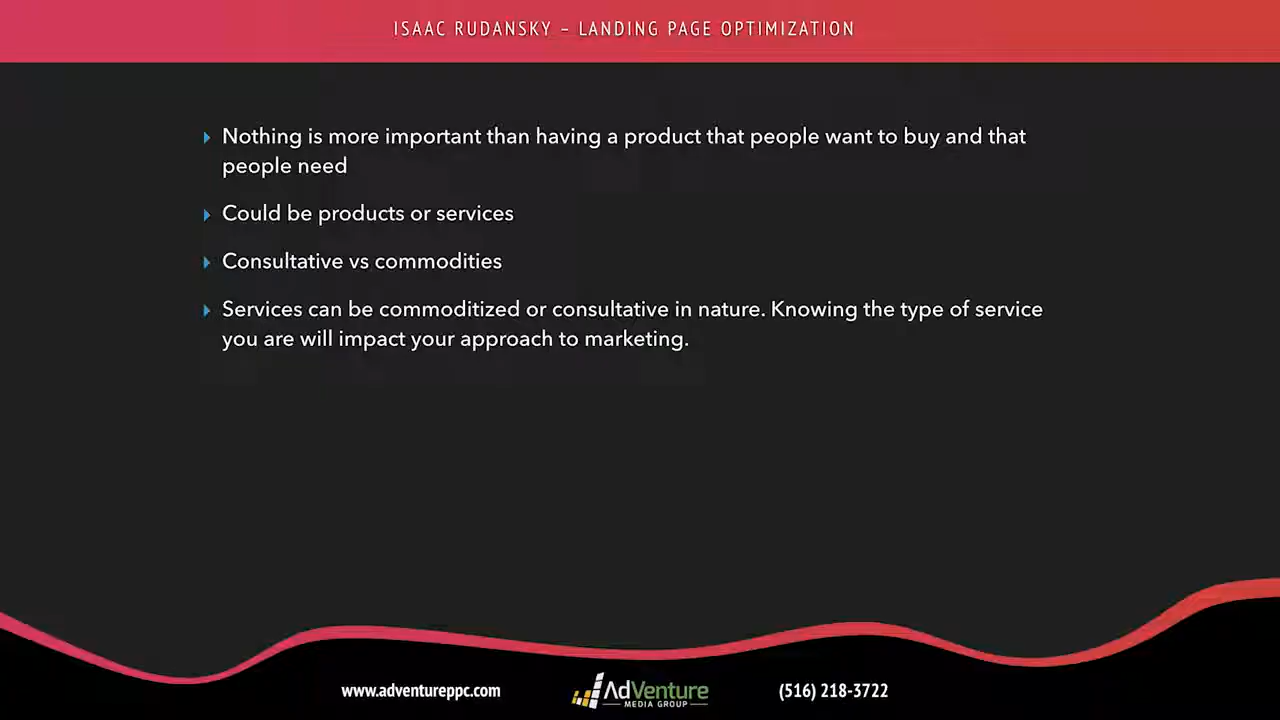 ISAAC RUDANSKY – LANDING PAGE OPTIMIZATION
Nothing is more important than having a product that people want to buy and that
people need
Could be products or services
Consultative vs commodities
Services can be commoditized or consultative in nature. Knowing the type of service
you are will impact your approach to marketing.
www.adventureppc.com
AdVenture
MEDIA GROUP
(516) 218-3722